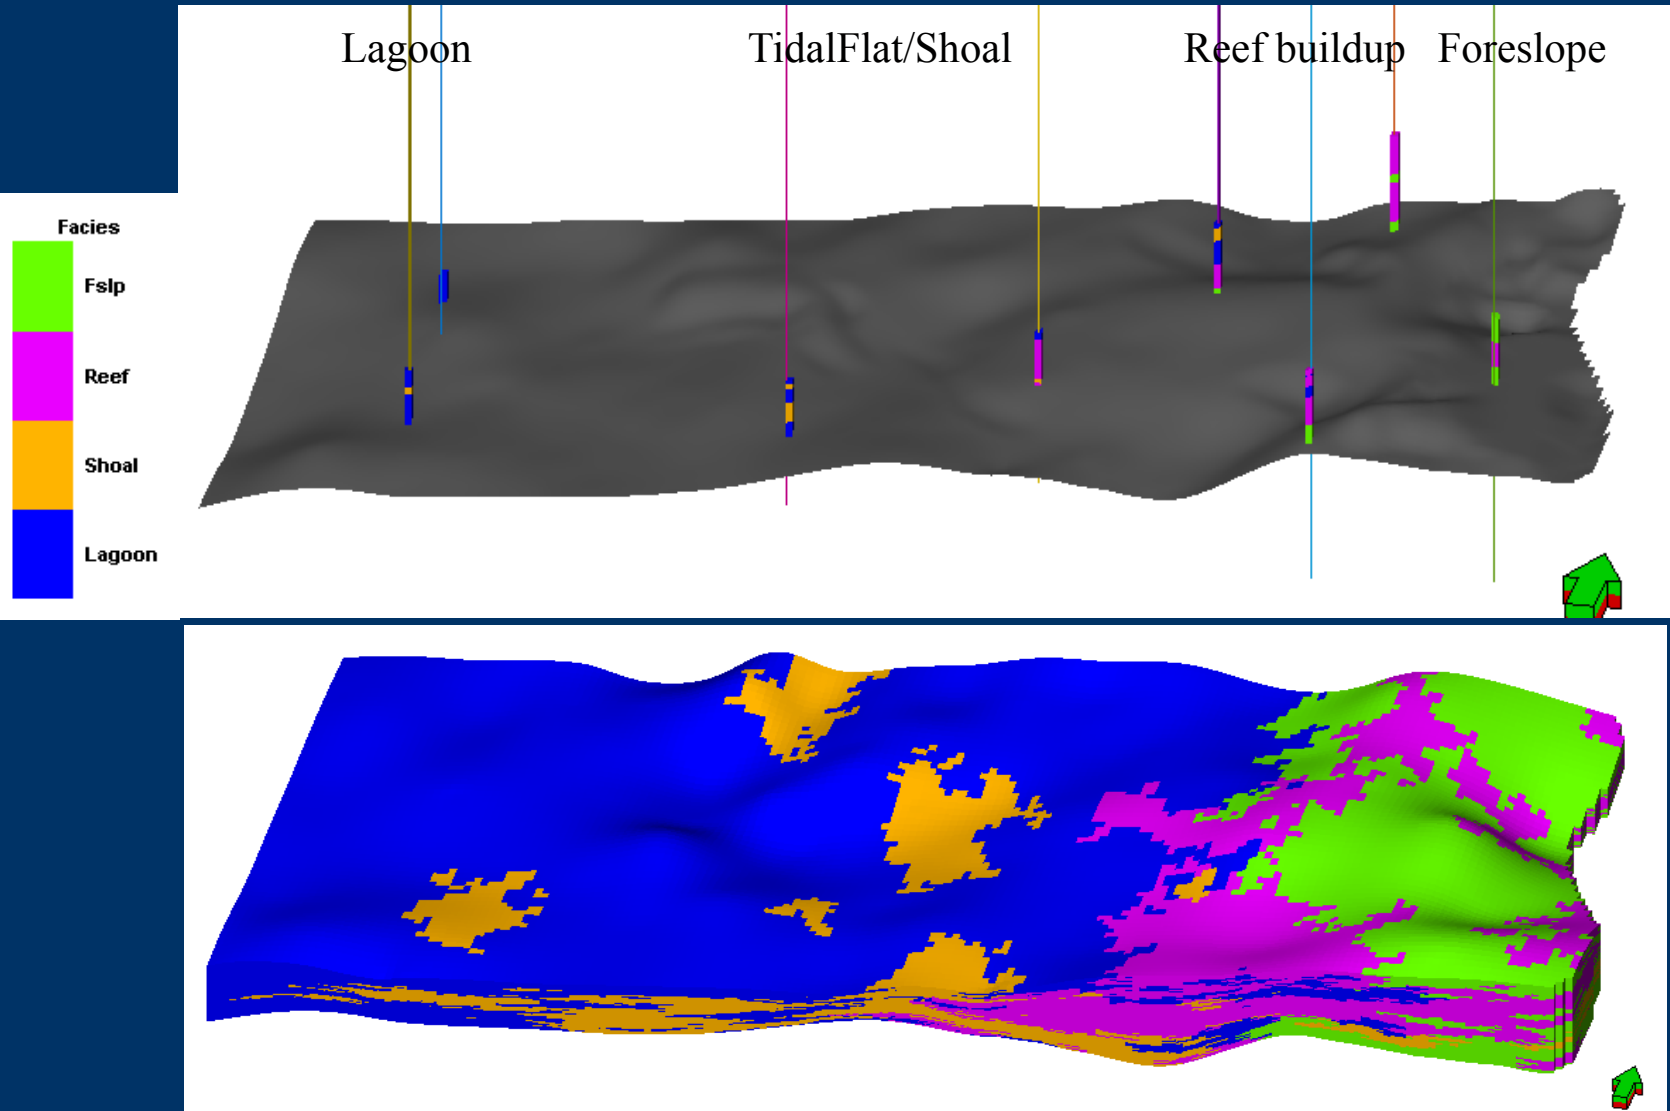 Lagoon TidalFlat/Shoal Reef buildup Foreslope
Facies
Fslp
Reef
Shoal
Lagoon